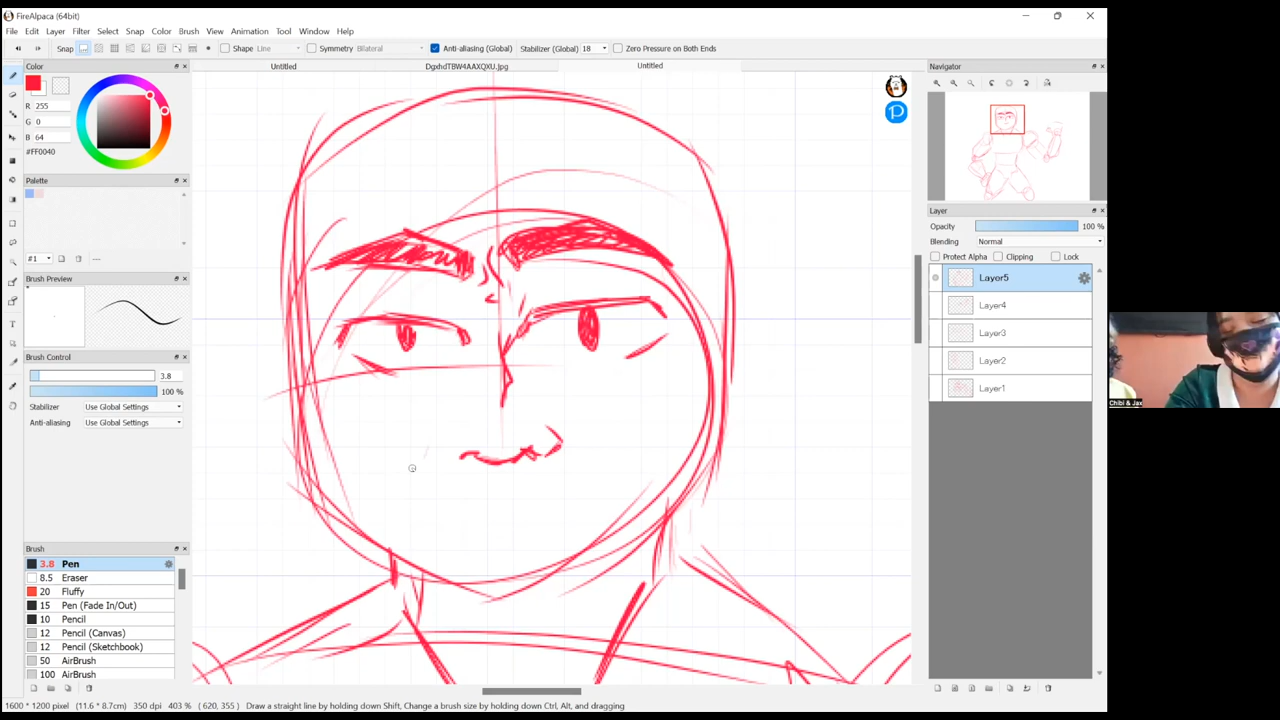 FireAlpaca (64bit)
File Edit Layer Filter Select Snap Color Brush View Animation Tool Window Help
Snap Shape Line Symmetry Bilateral Anti-aliasing (Global) Stabilizer (Global) 18 Zero Pressure on Both Ends
Color
Untitled DgxhdTBW4AAXQXU.jpg Untitled
Navigator
R 255
G 0
B 64
#FF0040
Palette
#1
Brush Preview
Brush Control
3.8
100 %
Stabilizer Use Global Settings
Anti-aliasing Use Global Settings
Brush
3.8 Pen
8.5 Eraser
20 Fluffy
15 Pen (Fade In/Out)
10 Pencil
12 Pencil (Canvas)
12 Pencil (Sketchbook)
50 AirBrush
100 AirBrush
Layer
Opacity 100 %
Blending Normal
Protect Alpha Clipping Lock
Layer5
Layer4
Layer3
Layer2
Layer1
Chibi & Jax
1600 * 1200 pixel (11.6 * 8.7cm) 350 dpi 403 % ( 620, 355 ) Draw a straight line by holding down Shift, Change a brush size by holding down Ctrl, Alt, and dragging